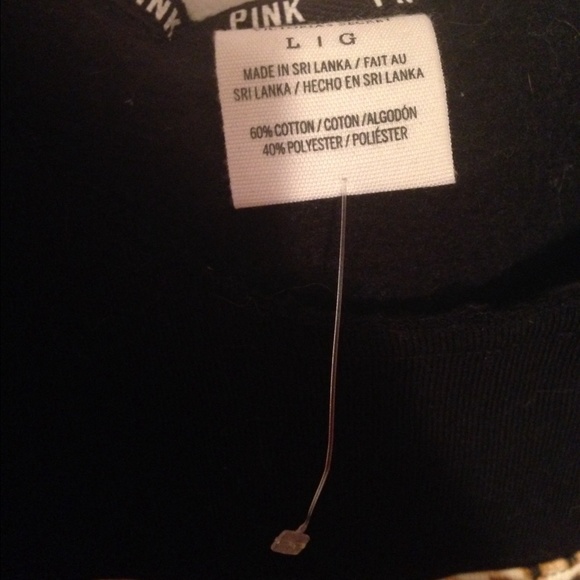 INK
PINK
L | G
MADE IN SRI LANKA / FAIT AU
SRI LANKA / HECHO EN SRI LANKA
60% COTTON / COTON / ALGODÓN
40% POLYESTER / POLIÉSTER